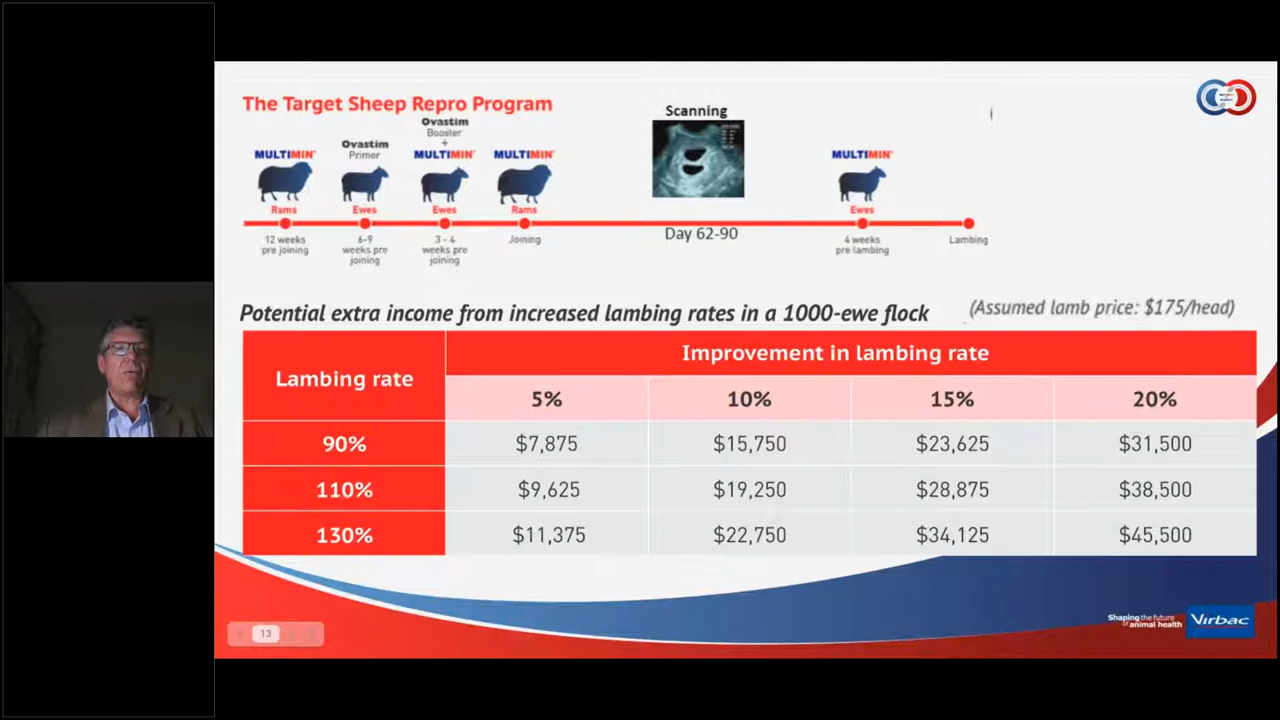 The Target Sheep Repro Program
Scanning
Ovastim
Booster
+
Ovastim
Primer
MULTIMIN MULTIMIN MULTIMIN MULTIMIN
Rams Ewes Ewes Rams Ewes
12 weeks
pre joining
6-9
weeks pre
joining
3 - 4
weeks pre
joining
Joining
Day 62-90
4 weeks
pre lambing
Lambing
Potential extra income from increased lambing rates in a 1000-ewe flock (Assumed lamb price: $175/head)
Lambing rate
Improvement in lambing rate
5% 10% 15% 20%
90% $7,875 $15,750 $23,625 $31,500
110% $9,625 $19,250 $28,875 $38,500
130% $11,375 $22,750 $34,125 $45,500
13
Shaping the future
of animal health
Virbac